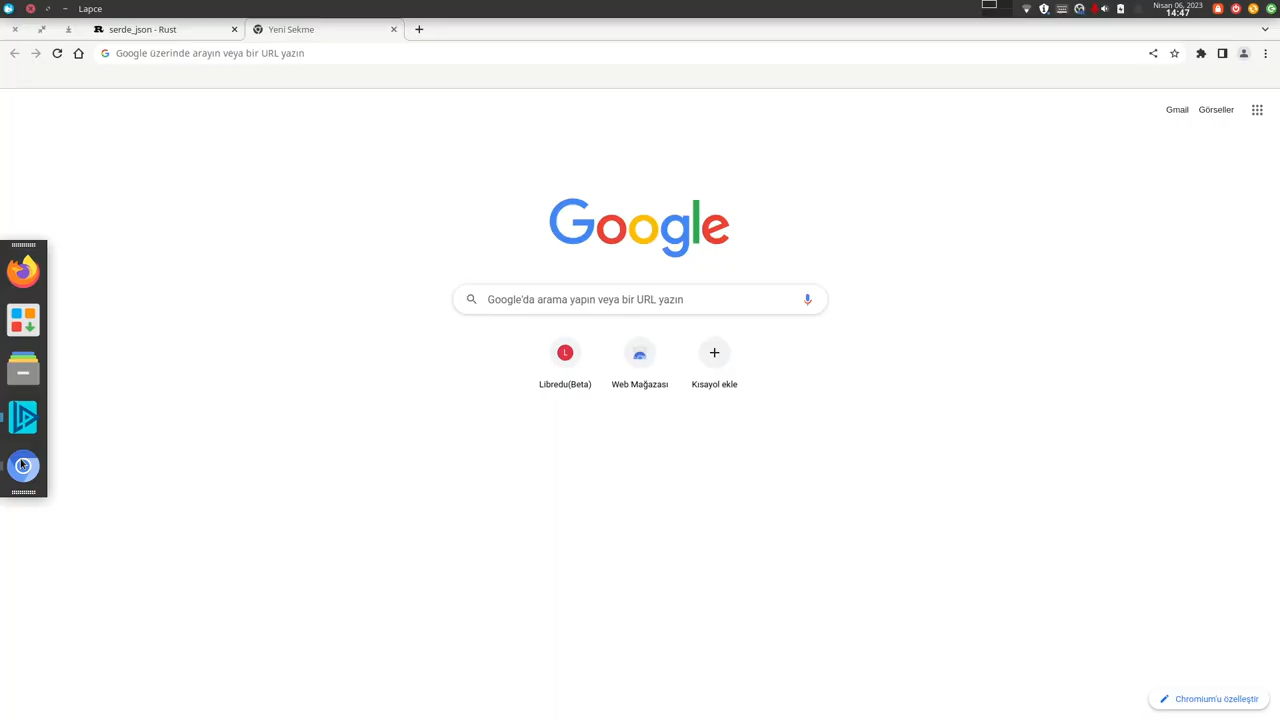 Lapce
Nisan 06, 2023
14:47
serde_json - Rust
Yeni Sekme
Google üzerinde arayın veya bir URL yazın
Gmail
Görseller
Google
Google'da arama yapın veya bir URL yazın
L
Libredu(Beta)
Web Mağazası
Kısayol ekle
Chromium'u özelleştir